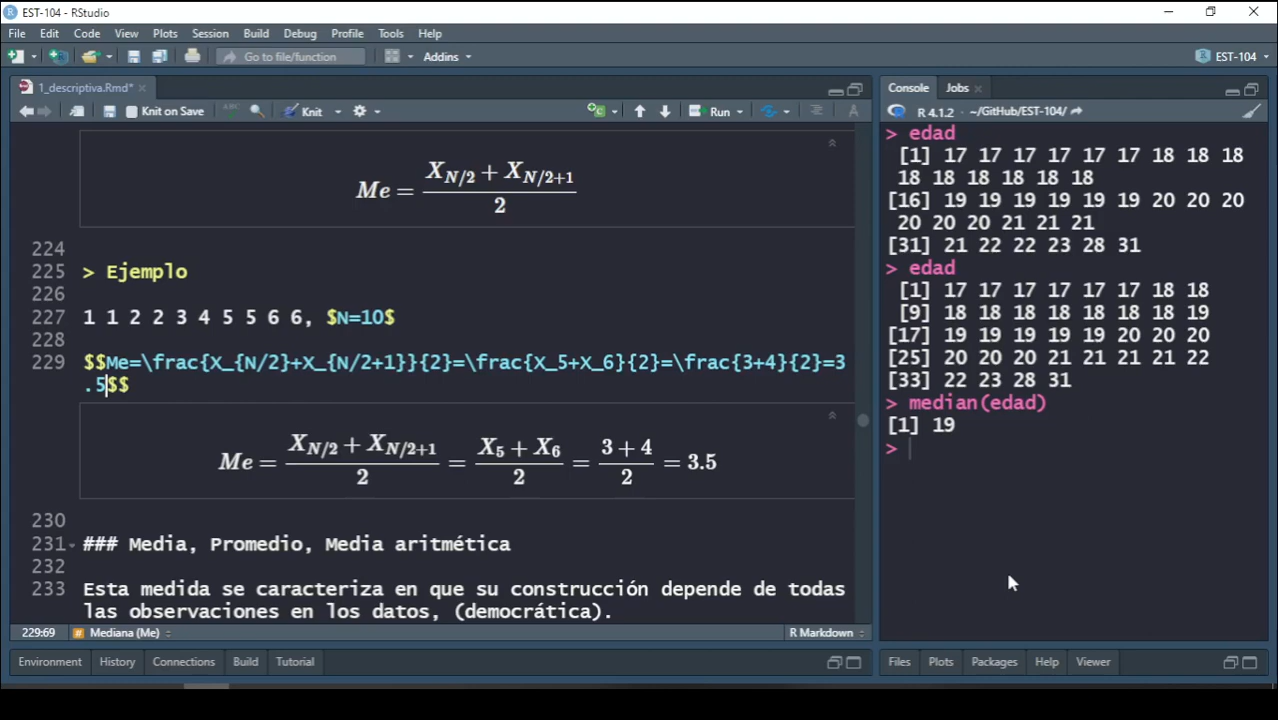 EST-104 - RStudio
File Edit Code View Plots Session Build Debug Profile Tools Help
Go to file/function Addins EST-104
1_descriptiva.Rmd*
Knit on Save Knit Run
Me = \frac{X_{N/2} + X_{N/2+1}}{2}
224
225 > Ejemplo
226
227 1 1 2 2 3 4 5 5 6 6, $N=10$
228
229 $$Me=\frac{X_{N/2}+X_{N/2+1}}{2}=\frac{X_5+X_6}{2}=\frac{3+4}{2}=3
.5$$
Me = \frac{X_{N/2} + X_{N/2+1}}{2} = \frac{X_5 + X_6}{2} = \frac{3 + 4}{2} = 3.5
230
231 ### Media, Promedio, Media aritmética
232
233 Esta medida se caracteriza en que su construcción depende de todas
las observaciones en los datos, (democrática).
229:69 # Mediana (Me) R Markdown
Environment History Connections Build Tutorial
Console Jobs
R 4.1.2 · ~/GitHub/EST-104/
> edad
[1] 17 17 17 17 17 17 18 18 18
18 18 18 18 18 18
[16] 19 19 19 19 19 19 20 20 20
20 20 20 21 21 21
[31] 21 22 22 23 28 31
> edad
[1] 17 17 17 17 17 17 18 18
[9] 18 18 18 18 18 18 18 19
[17] 19 19 19 19 19 20 20 20
[25] 20 20 20 21 21 21 21 22
[33] 22 23 28 31
> median(edad)
[1] 19
>
Files Plots Packages Help Viewer